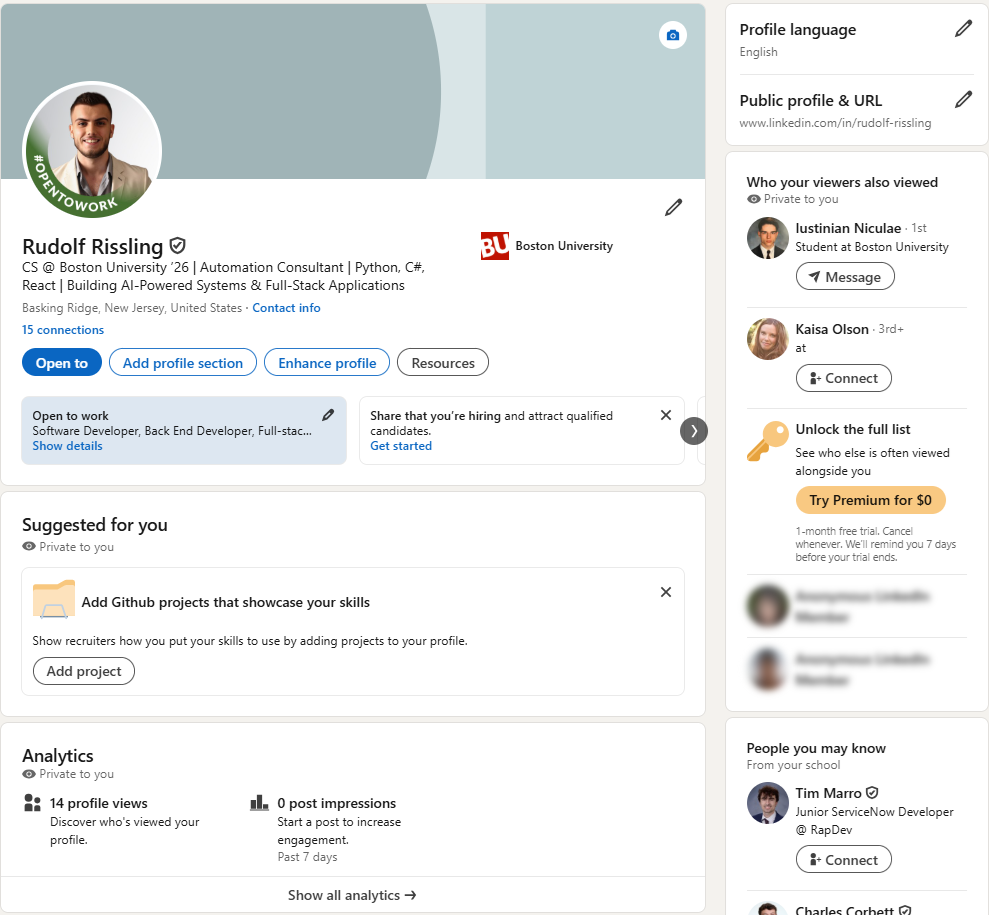 #OPENTOWORK
Rudolf Rissling
CS @ Boston University '26 | Automation Consultant | Python, C#,
React | Building AI-Powered Systems & Full-Stack Applications
Basking Ridge, New Jersey, United States · Contact info
15 connections
BU Boston University
Open to
Add profile section
Enhance profile
Resources
Open to work
Software Developer, Back End Developer, Full-stac...
Show details
Share that you're hiring and attract qualified
candidates.
Get started
Suggested for you
Private to you
Add Github projects that showcase your skills
Show recruiters how you put your skills to use by adding projects to your profile.
Add project
Analytics
Private to you
14 profile views
Discover who's viewed your
profile.
0 post impressions
Start a post to increase
engagement.
Past 7 days
Show all analytics →
Profile language
English
Public profile & URL
www.linkedin.com/in/rudolf-rissling
Who your viewers also viewed
Private to you
Iustinian Niculae · 1st
Student at Boston University
Message
Kaisa Olson · 3rd+
at
Connect
Unlock the full list
See who else is often viewed
alongside you
Try Premium for $0
1-month free trial. Cancel
whenever. We'll remind you 7 days
before your trial ends.
Anonymous LinkedIn
Member
Anonymous LinkedIn
Member
People you may know
From your school
Tim Marro
Junior ServiceNow Developer
@ RapDev
Connect
Charles Corbett